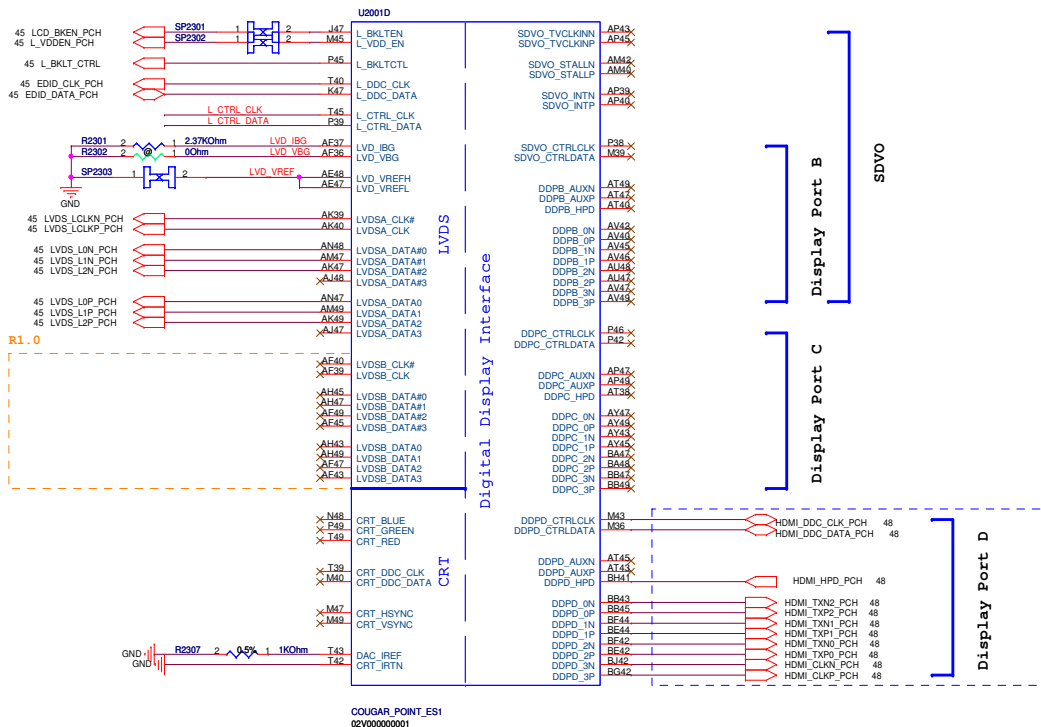 U2001D
45 LCD_BKEN_PCH SP2301 1 2 J47 L_BKLTEN
45 L_VDDEN_PCH SP2302 1 2 M45 L_VDD_EN
45 L_BKLT_CTRL P45 L_BKLTCTL
45 EDID_CLK_PCH T40 L_DDC_CLK
45 EDID_DATA_PCH K47 L_DDC_DATA
L_CTRL_CLK T45 L_CTRL_CLK
L_CTRL_DATA P39 L_CTRL_DATA
R2301 2 1 2.37KOhm LVD_IBG AF37 LVD_IBG
R2302 2 @ 1 0Ohm LVD_VBG AF36 LVD_VBG
SP2303 1 2 LVD_VREF AE48 LVD_VREFH
AE47 LVD_VREFL
GND
45 LVDS_LCLKN_PCH AK39 LVDSA_CLK#
45 LVDS_LCLKP_PCH AK40 LVDSA_CLK
45 LVDS_L0N_PCH AN48 LVDSA_DATA#0
45 LVDS_L1N_PCH AM47 LVDSA_DATA#1
45 LVDS_L2N_PCH AK47 LVDSA_DATA#2
AJ48 LVDSA_DATA#3
45 LVDS_L0P_PCH AN47 LVDSA_DATA0
45 LVDS_L1P_PCH AM49 LVDSA_DATA1
45 LVDS_L2P_PCH AK49 LVDSA_DATA2
AJ47 LVDSA_DATA3
R1.0
AF40 LVDSB_CLK#
AF39 LVDSB_CLK
AH45 LVDSB_DATA#0
AH47 LVDSB_DATA#1
AF49 LVDSB_DATA#2
AF45 LVDSB_DATA#3
AH43 LVDSB_DATA0
AH49 LVDSB_DATA1
AF47 LVDSB_DATA2
AF43 LVDSB_DATA3
N48 CRT_BLUE
P49 CRT_GREEN
T49 CRT_RED
T39 CRT_DDC_CLK
M40 CRT_DDC_DATA
M47 CRT_HSYNC
M49 CRT_VSYNC
GND R2307 2 0.5% 1 1KOhm T43 DAC_IREF
GND T42 CRT_IRTN
LVDS
CRT
Digital Display Interface
SDVO_TVCLKINN AP43
SDVO_TVCLKINP AP45
SDVO_STALLN AM42
SDVO_STALLP AM40
SDVO_INTN AP39
SDVO_INTP AP40
SDVO_CTRLCLK P38
SDVO_CTRLDATA M39
DDPB_AUXN AT49
DDPB_AUXP AT47
DDPB_HPD AT40
DDPB_0N AV42
DDPB_0P AV40
DDPB_1N AV45
DDPB_1P AV46
DDPB_2N AU48
DDPB_2P AU47
DDPB_3N AV47
DDPB_3P AV49
Display Port B
SDVO
DDPC_CTRLCLK P46
DDPC_CTRLDATA P42
DDPC_AUXN AP47
DDPC_AUXP AP49
DDPC_HPD AT38
DDPC_0N AY47
DDPC_0P AY49
DDPC_1N AY43
DDPC_1P AY45
DDPC_2N BA47
DDPC_2P BA48
DDPC_3N BB47
DDPC_3P BB49
Display Port C
DDPD_CTRLCLK M43 HDMI_DDC_CLK_PCH 48
DDPD_CTRLDATA M36 HDMI_DDC_DATA_PCH 48
DDPD_AUXN AT45
DDPD_AUXP AT43
DDPD_HPD BH41 HDMI_HPD_PCH 48
DDPD_0N BB43 HDMI_TXN2_PCH 48
DDPD_0P BB45 HDMI_TXP2_PCH 48
DDPD_1N BF44 HDMI_TXN1_PCH 48
DDPD_1P BE44 HDMI_TXP1_PCH 48
DDPD_2N BF42 HDMI_TXN0_PCH 48
DDPD_2P BE42 HDMI_TXP0_PCH 48
DDPD_3N BJ42 HDMI_CLKN_PCH 48
DDPD_3P BG42 HDMI_CLKP_PCH 48
Display Port D
COUGAR_POINT_ES1
02V000000001